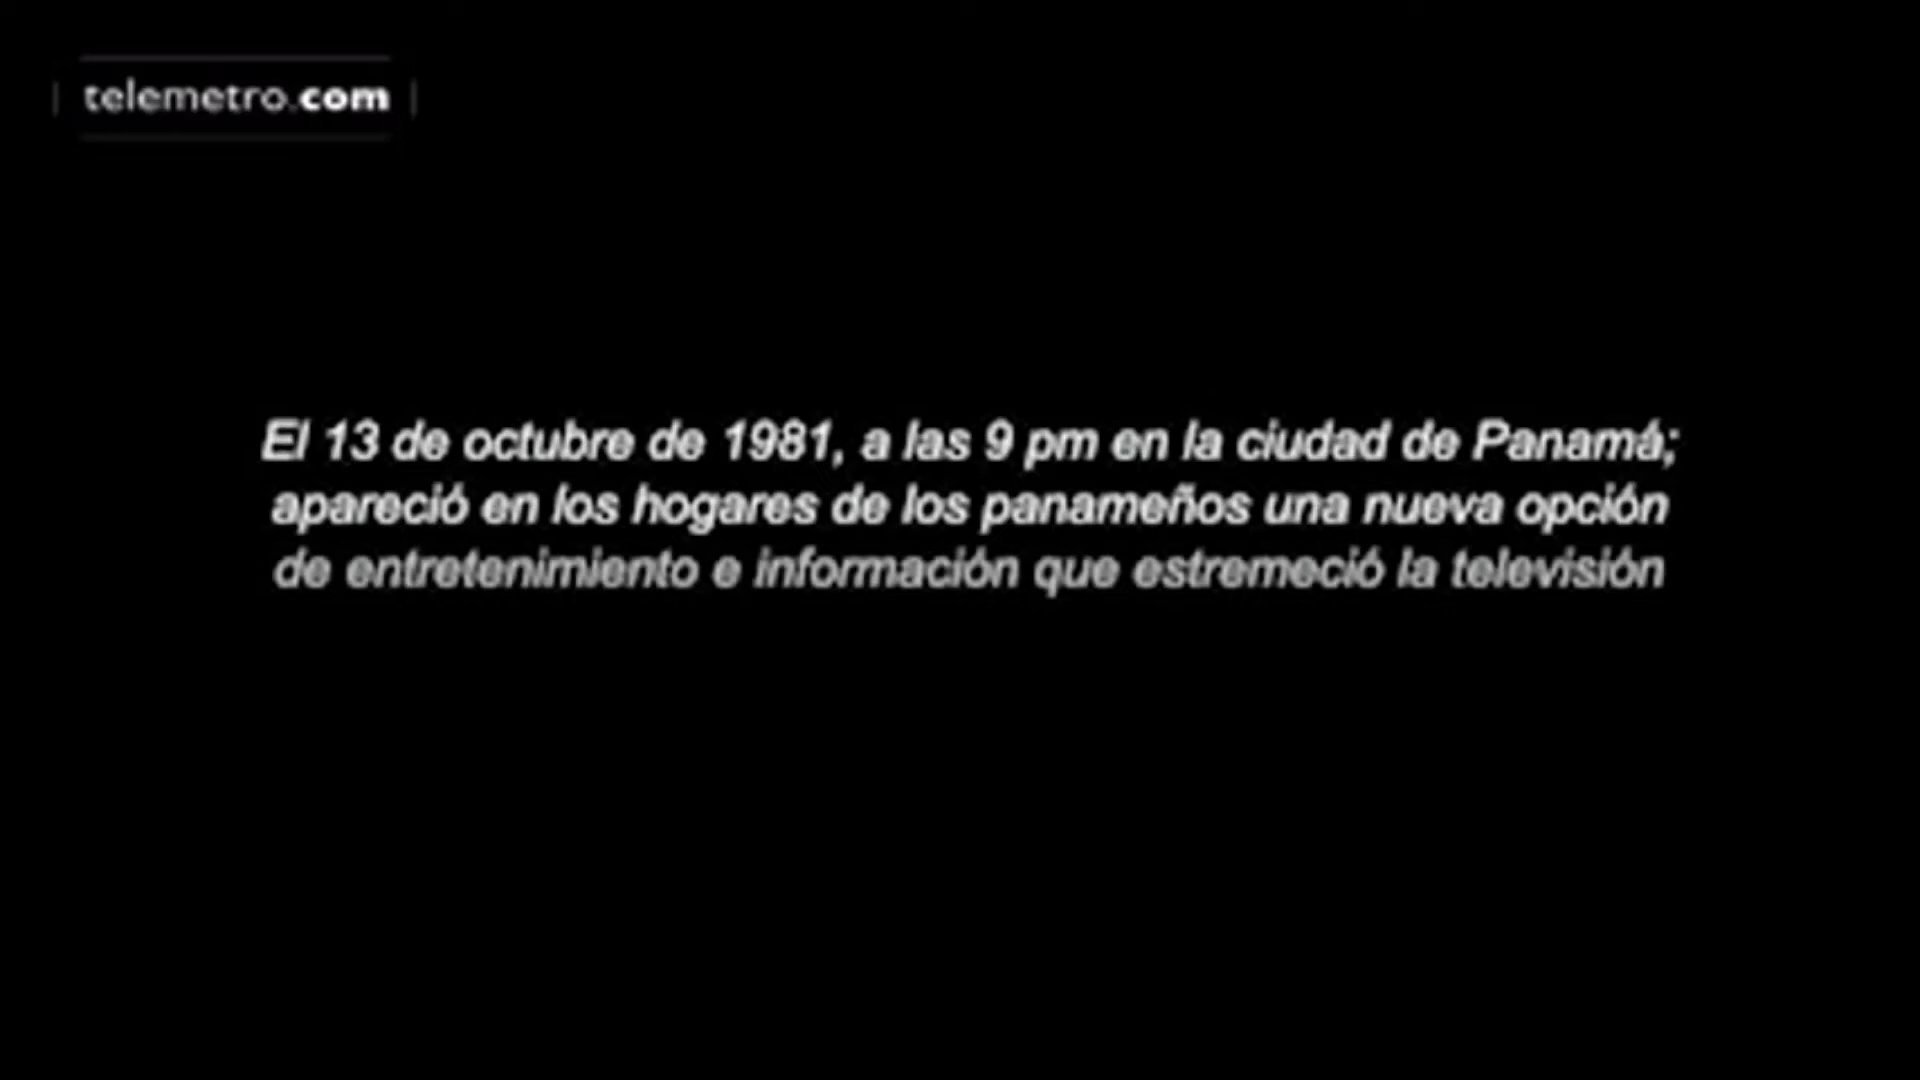 telemetro.com
El 13 de octubre de 1981, a las 9 pm en la ciudad de Panamá;
apareció en los hogares de los panameños una nueva opción
de entretenimiento e información que estremeció la televisión